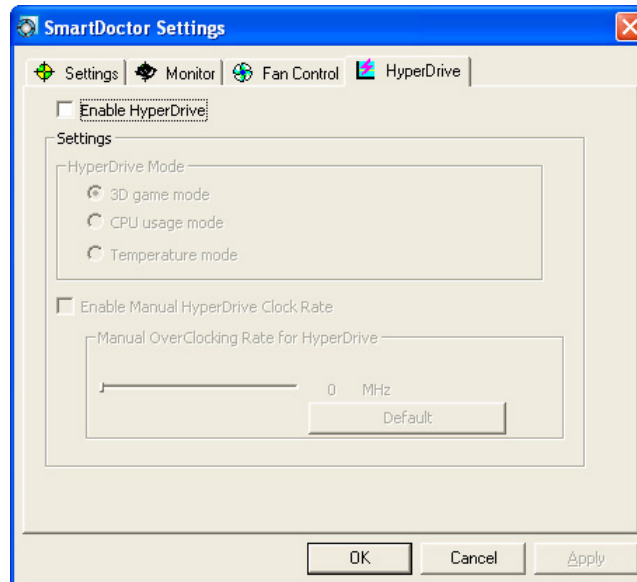 SmartDoctor Settings
Settings Monitor Fan Control HyperDrive
Enable HyperDrive
Settings
HyperDrive Mode
3D game mode
CPU usage mode
Temperature mode
Enable Manual HyperDrive Clock Rate
Manual OverClocking Rate for HyperDrive
0 MHz
Default
OK Cancel Apply